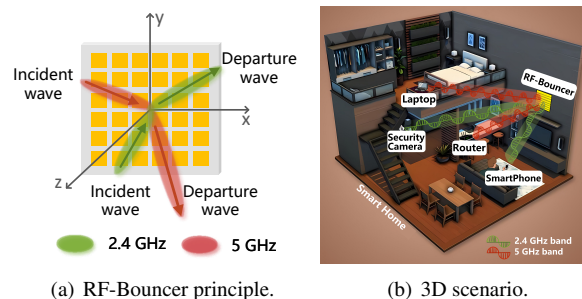 y
Departure
wave
Incident
wave
x
z
Incident
wave
Departure
wave
2.4 GHz
5 GHz
(a) RF-Bouncer principle.
RF-Bouncer
Laptop
Security
Camera
Router
SmartPhone
Smart Home
2.4 GHz band
5 GHz band
(b) 3D scenario.